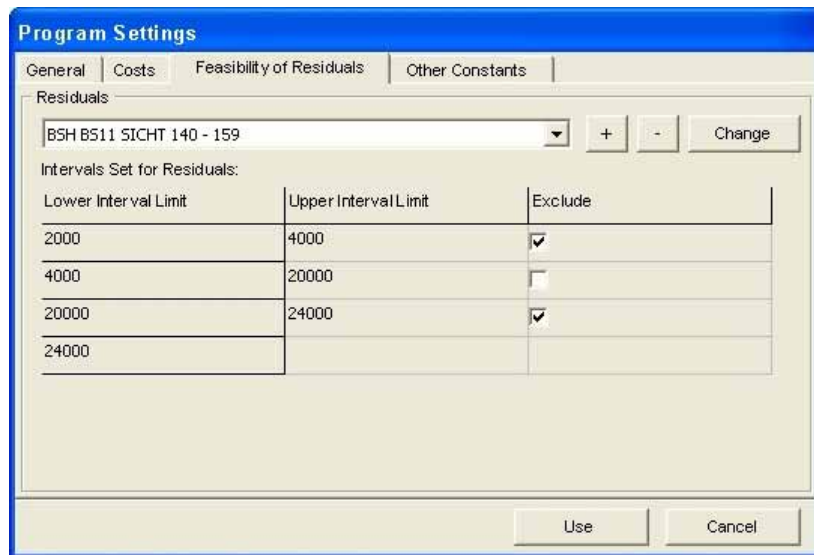 Program Settings
General Costs Feasibility of Residuals Other Constants
Residuals
BSH BS11 SICHT 140 - 159 + - Change
Intervals Set for Residuals:
Lower Interval Limit Upper Interval Limit Exclude
2000 4000
4000 20000
20000 24000
24000
Use Cancel